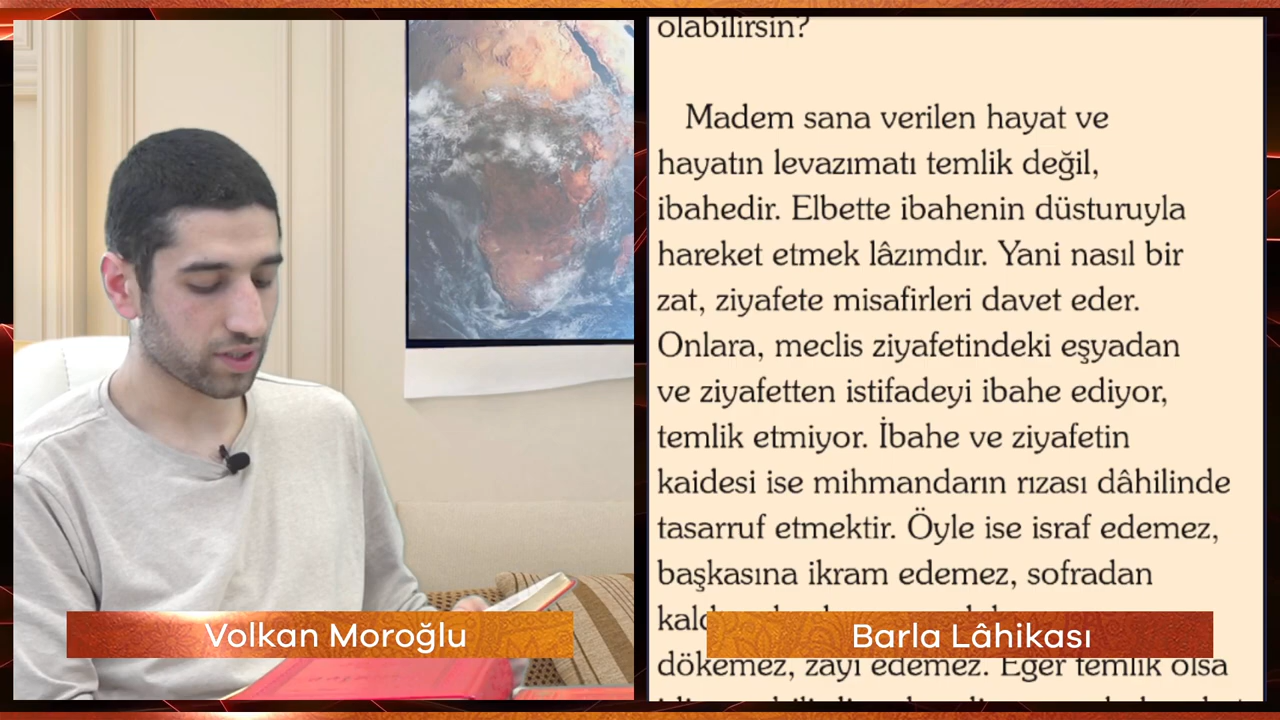 olabilirsin?
Madem sana verilen hayat ve
hayatın levazımatı temlik değil,
ibahedir. Elbette ibahenin düsturuyla
hareket etmek lâzımdır. Yani nasıl bir
zat, ziyafete misafirleri davet eder.
Onlara, meclis ziyafetindeki eşyadan
ve ziyafetten istifadeyi ibahe ediyor,
temlik etmiyor. İbahe ve ziyafetin
kaidesi ise mihmandarın rızası dâhilinde
tasarruf etmektir. Öyle ise israf edemez,
başkasına ikram edemez, sofradan
dökemez, zayi edemez. Eğer temlik olsa
Volkan Moroğlu
Barla Lâhikası